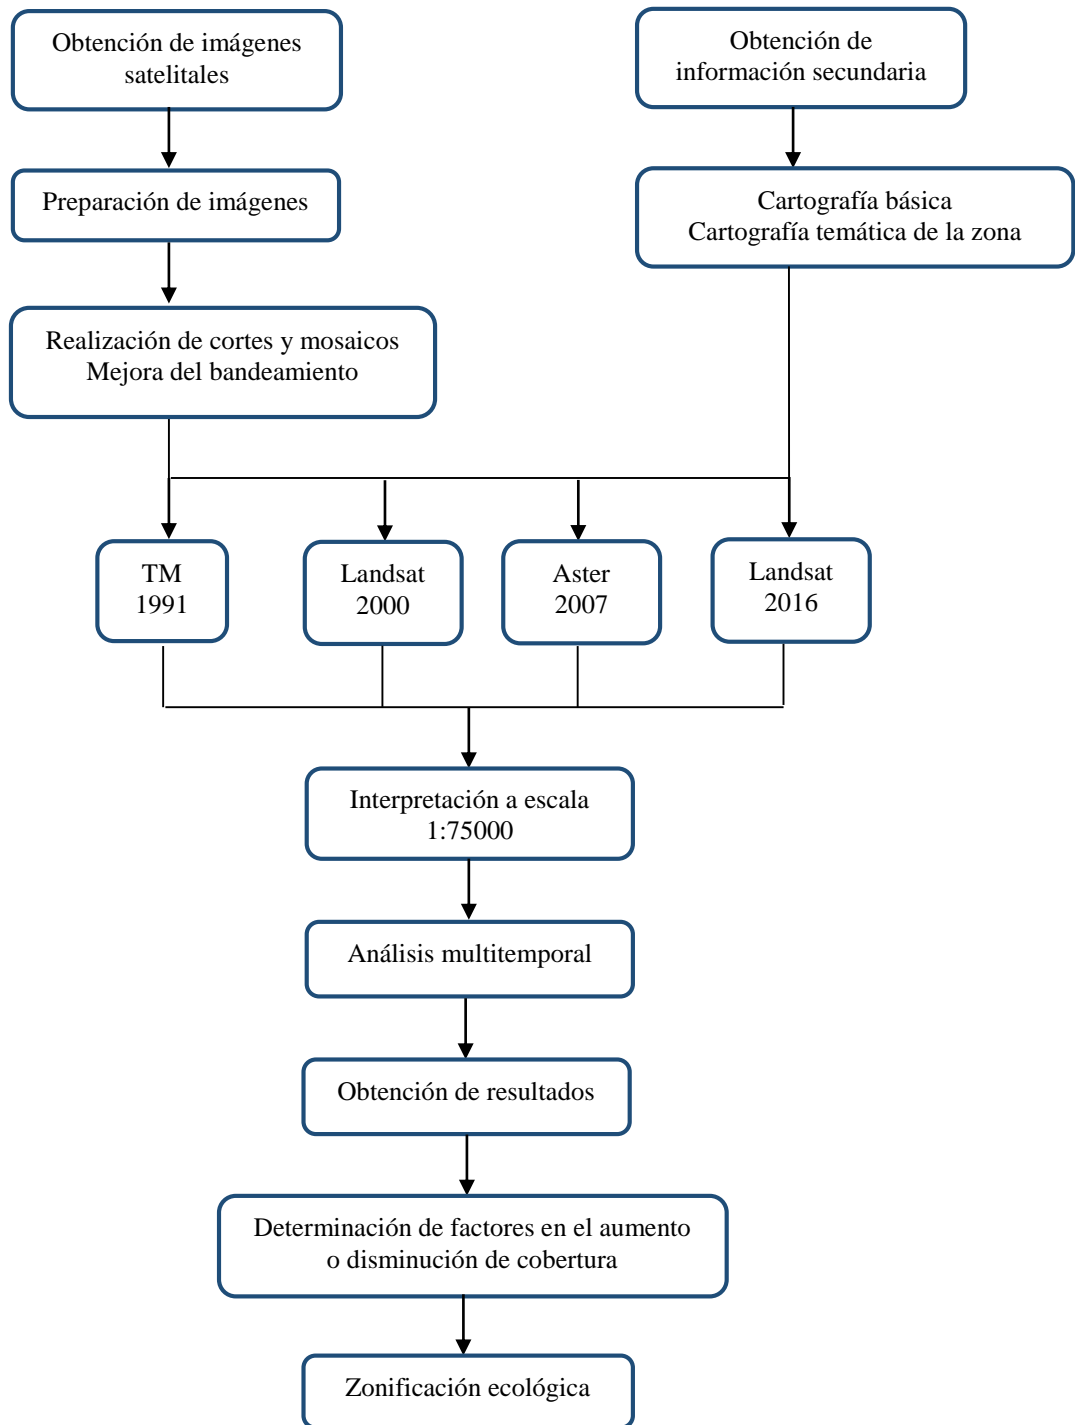 Obtención de imágenes
satelitales
Obtención de
información secundaria
Preparación de imágenes
Cartografía básica
Cartografía temática de la zona
Realización de cortes y mosaicos
Mejora del bandeamiento
TM
1991
Landsat
2000
Aster
2007
Landsat
2016
Interpretación a escala
1:75000
Análisis multitemporal
Obtención de resultados
Determinación de factores en el aumento
o disminución de cobertura
Zonificación ecológica